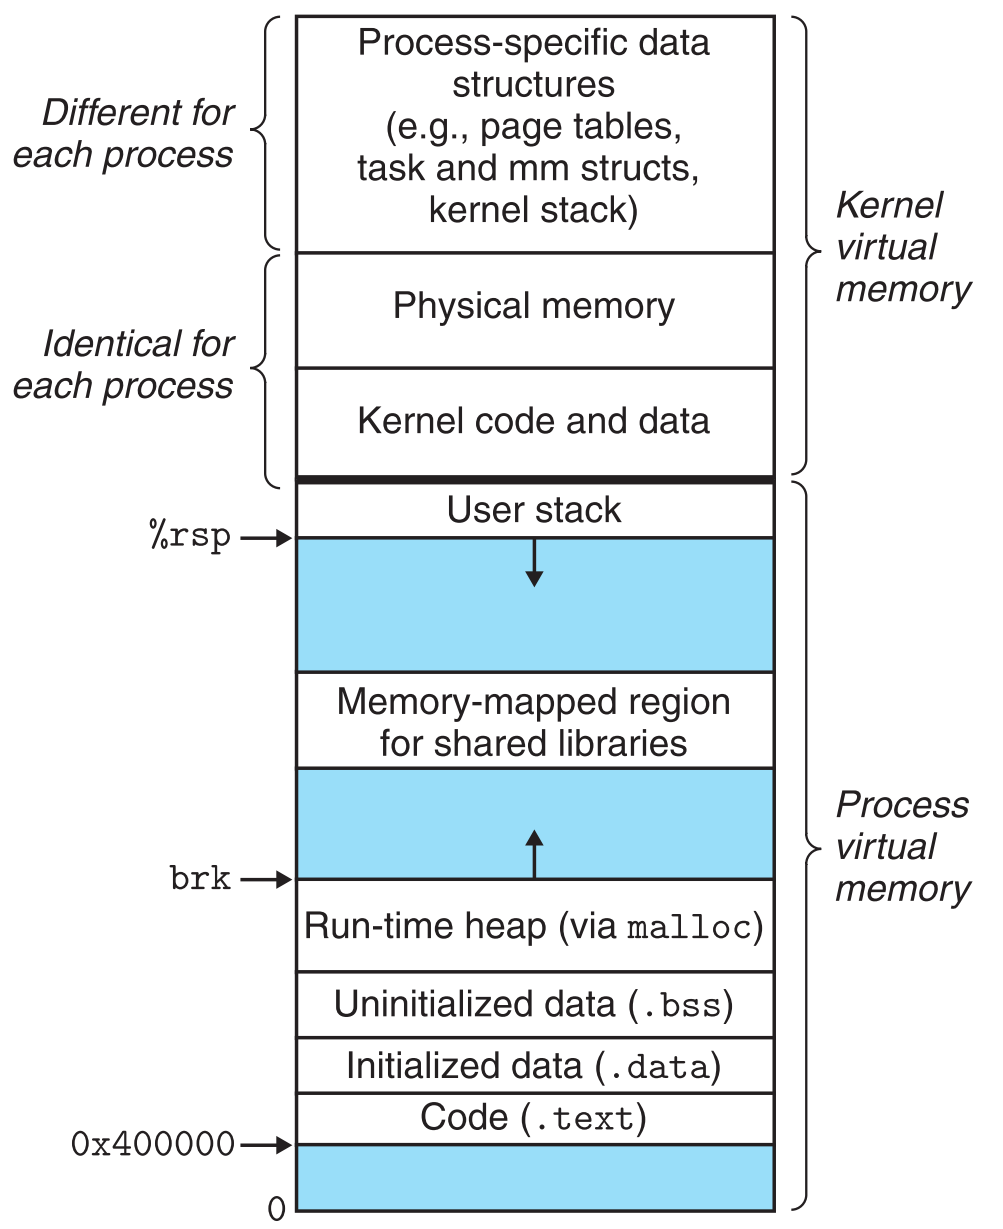 Process-specific data
structures
(e.g., page tables,
task and mm structs,
kernel stack)
Different for
each process
Kernel
virtual
memory
Physical memory
Identical for
each process
Kernel code and data
User stack
%rsp
Memory-mapped region
for shared libraries
Process
virtual
memory
brk
Run-time heap (via malloc)
Uninitialized data (.bss)
Initialized data (.data)
Code (.text)
0x400000
0